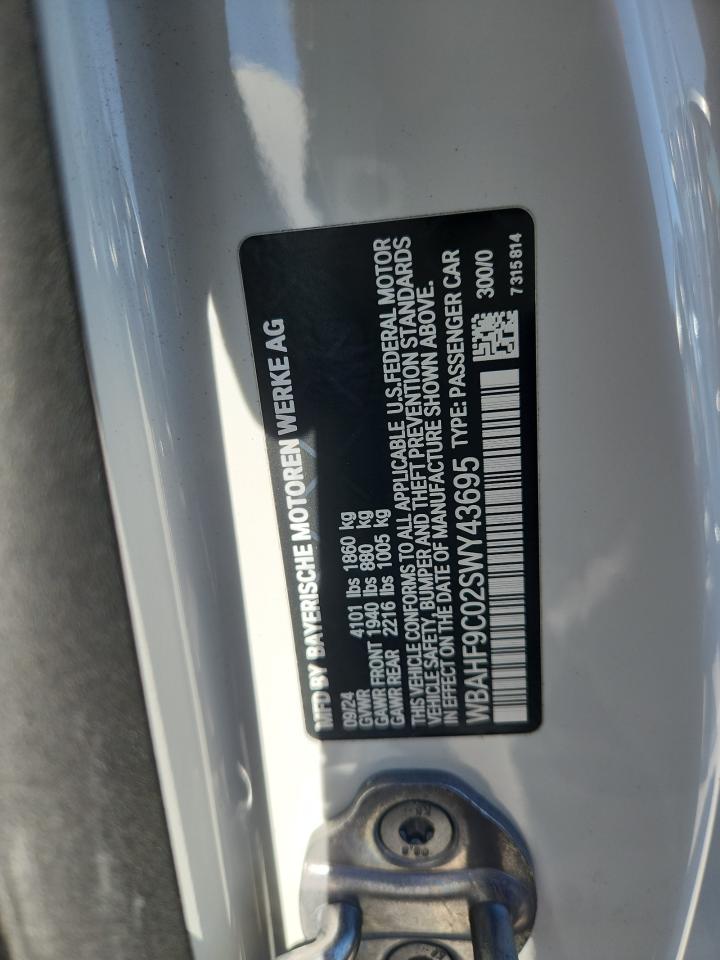 MFD BY BAYERISCHE MOTOREN WERKE AG
09/24
GVWR 4101 lbs 1860 kg
GAWR FRONT 1940 lbs 880 kg
GAWR REAR 2216 lbs 1005 kg
THIS VEHICLE CONFORMS TO ALL APPLICABLE U.S.FEDERAL MOTOR
VEHICLE SAFETY, BUMPER AND THEFT PREVENTION STANDARDS
IN EFFECT ON THE DATE OF MANUFACTURE SHOWN ABOVE.
WBAHF9C02SWY43695 TYPE: PASSENGER CAR
300/0
7 315 814